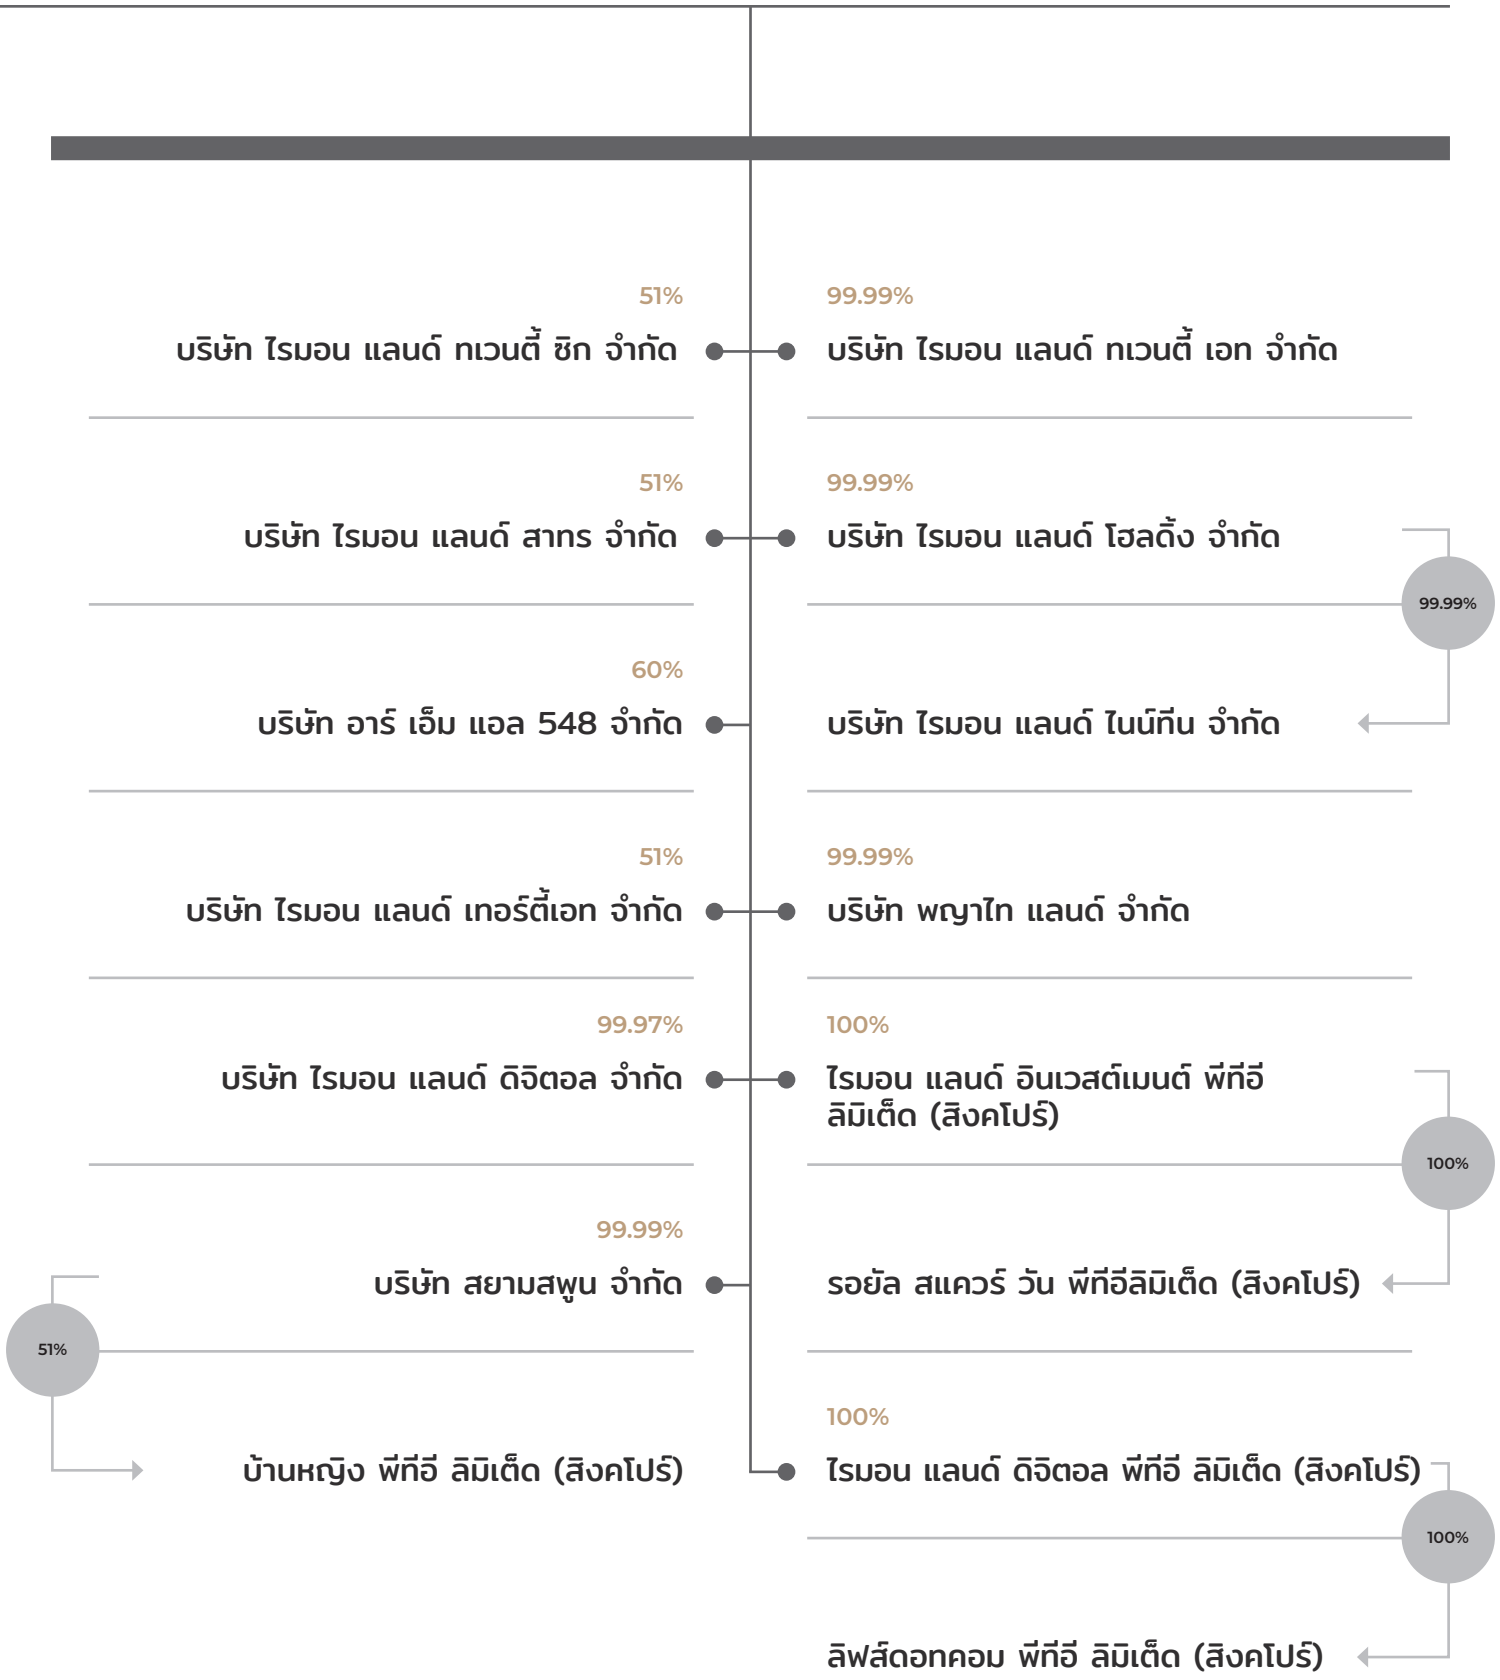 51%
บริษัท ไรมอน แลนด์ ทเวนตี้ ซิก จำกัด
99.99%
บริษัท ไรมอน แลนด์ ทเวนตี้ เอท จำกัด
51%
บริษัท ไรมอน แลนด์ สาทร จำกัด
99.99%
บริษัท ไรมอน แลนด์ โฮลดิ้ง จำกัด
99.99%
60%
บริษัท อาร์ เอ็ม แอล 548 จำกัด
บริษัท ไรมอน แลนด์ ไนน์ทีน จำกัด
51%
บริษัท ไรมอน แลนด์ เทอร์ตี้เอท จำกัด
99.99%
บริษัท พญาไท แลนด์ จำกัด
99.97%
บริษัท ไรมอน แลนด์ ดิจิตอล จำกัด
100%
ไรมอน แลนด์ อินเวสต์เมนต์ พีทีอี
ลิมิเต็ด (สิงคโปร์)
100%
99.99%
บริษัท สยามสพูน จำกัด
รอยัล สแควร์ วัน พีทีอีลิมิเต็ด (สิงคโปร์)
51%
บ้านหญิง พีทีอี ลิมิเต็ด (สิงคโปร์)
100%
ไรมอน แลนด์ ดิจิตอล พีทีอี ลิมิเต็ด (สิงคโปร์)
100%
ลิฟส์ดอทคอม พีทีอี ลิมิเต็ด (สิงคโปร์)